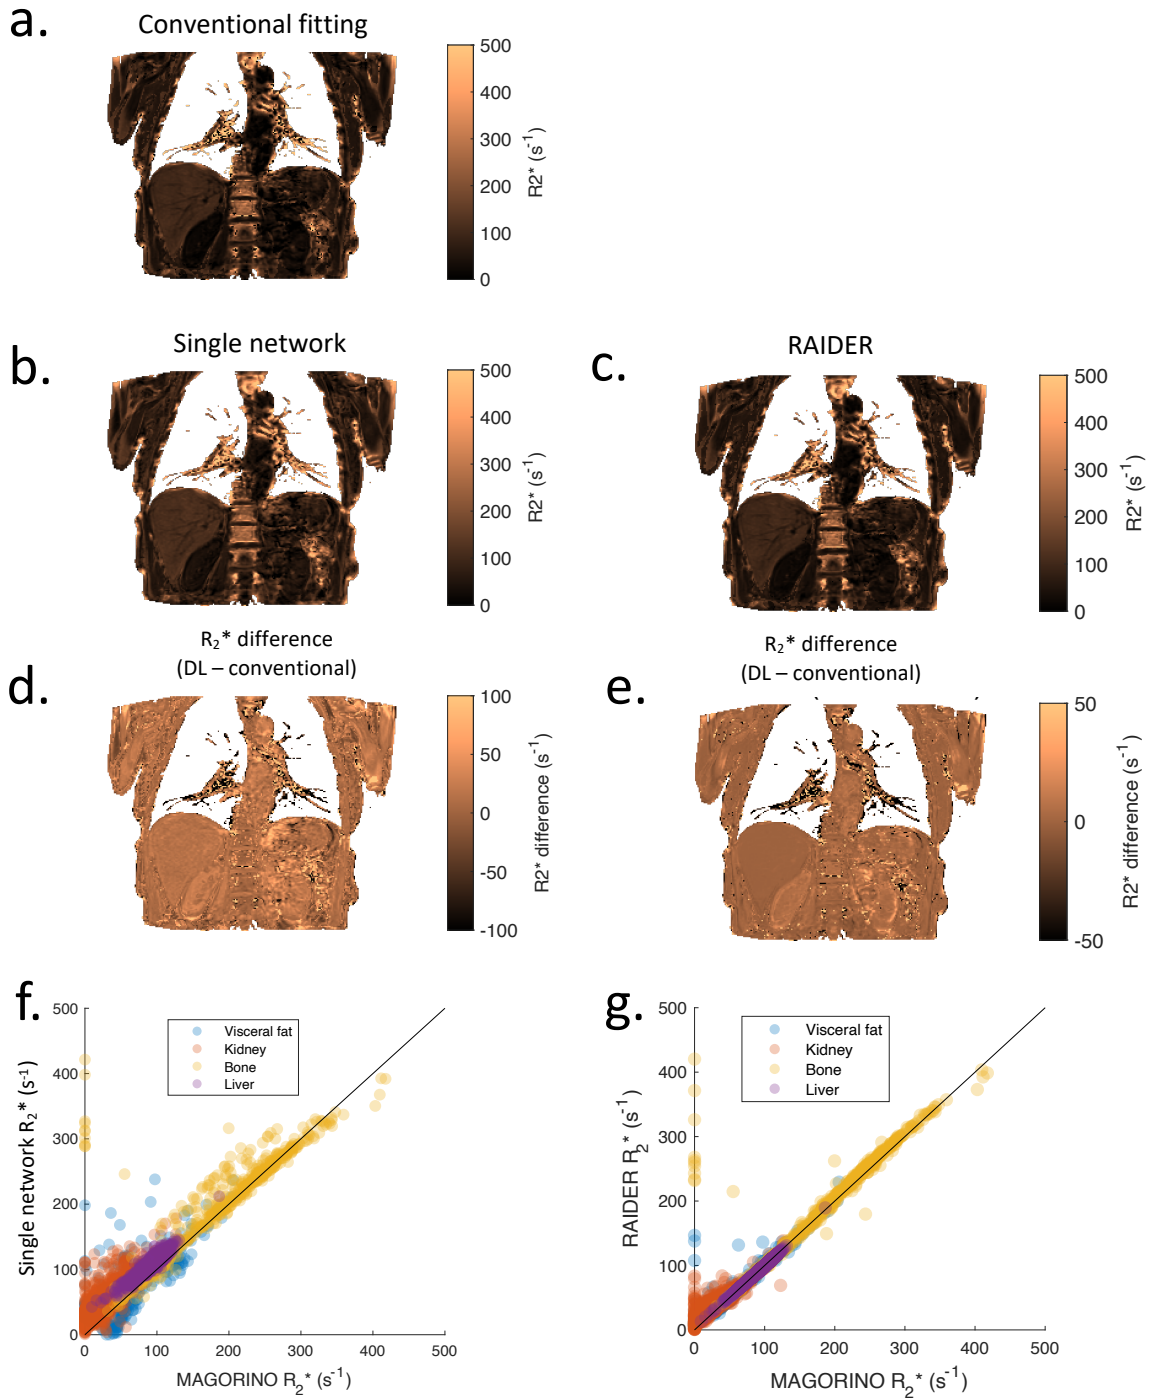 a.
Conventional fitting
500
400
300
200
100
0
R2* (s⁻¹)
b.
Single network
500
400
300
200
100
0
R2* (s⁻¹)
c.
RAIDER
500
400
300
200
100
0
R2* (s⁻¹)
d.
R₂* difference
(DL – conventional)
100
50
0
-50
-100
R2* difference (s⁻¹)
e.
R₂* difference
(DL – conventional)
50
0
-50
R2* difference (s⁻¹)
f.
500
400
300
200
100
0
Single network R₂* (s⁻¹)
Visceral fat
Kidney
Bone
Liver
0 100 200 300 400 500
MAGORINO R₂* (s⁻¹)
g.
500
400
300
200
100
0
RAIDER R₂* (s⁻¹)
Visceral fat
Kidney
Bone
Liver
0 100 200 300 400 500
MAGORINO R₂* (s⁻¹)